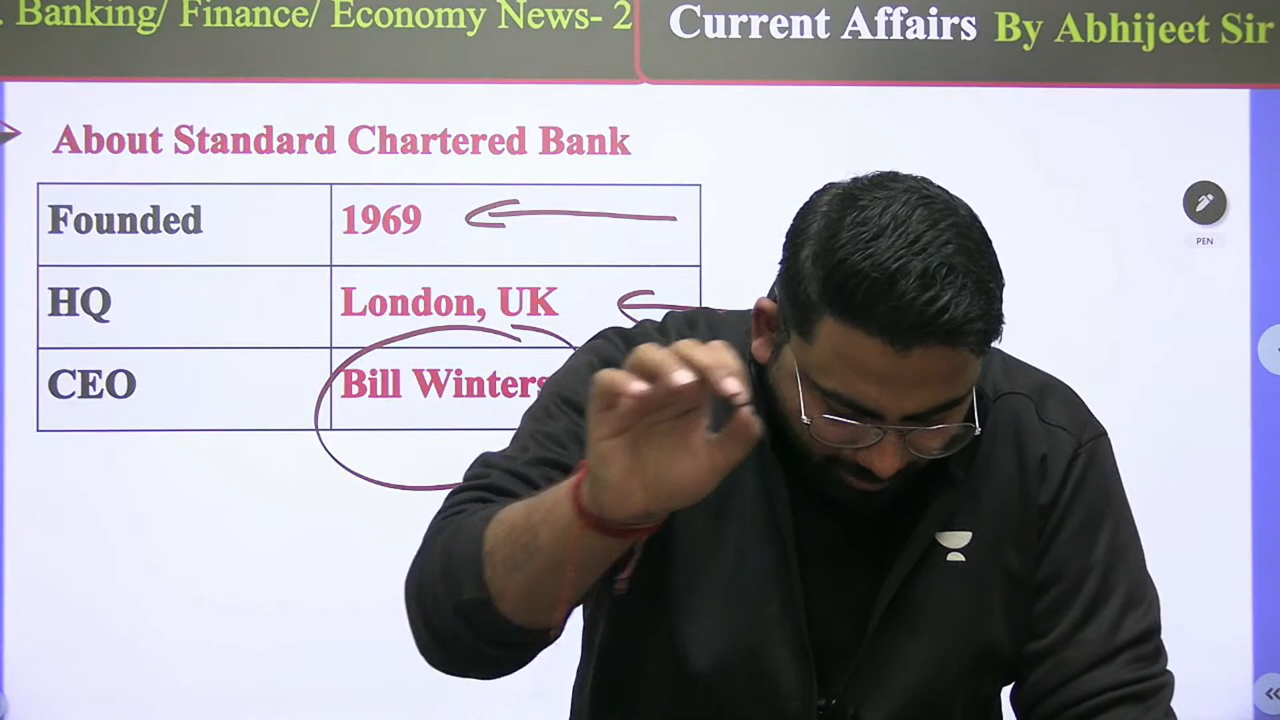 . Banking/ Finance/ Economy News- 2
Current Affairs By Abhijeet Sir
About Standard Chartered Bank
Founded 1969
HQ London, UK
CEO Bill Winters
PEN